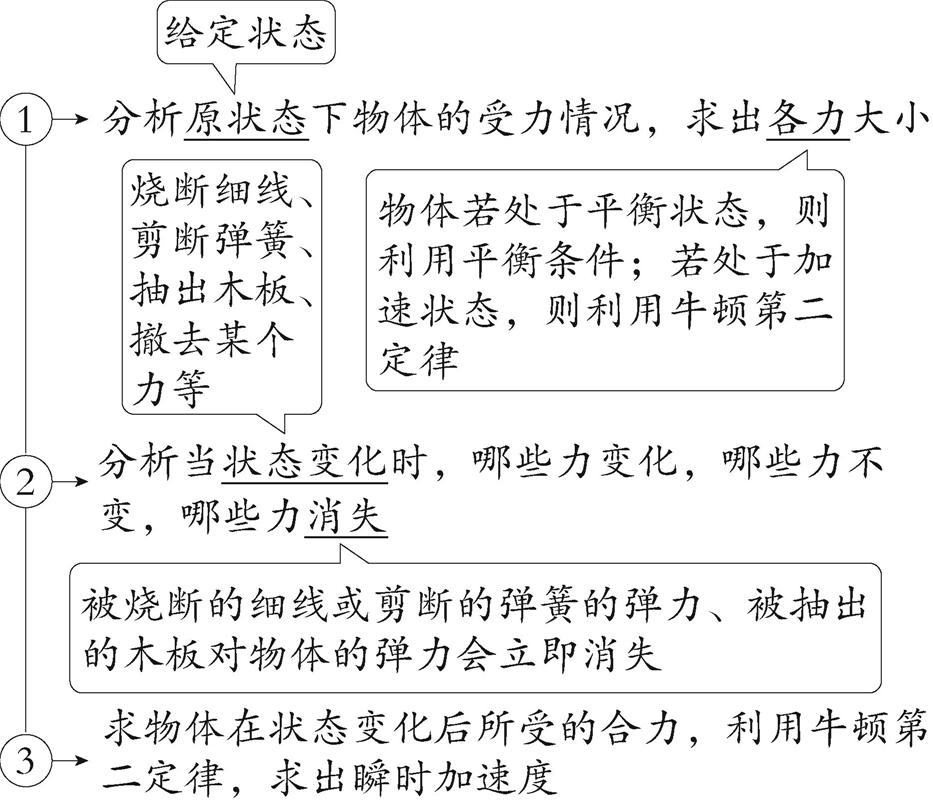 给定状态
① 分析原状态下物体的受力情况，求出各力大小
烧断细线、
剪断弹簧、
抽出木板、
撤去某个
力等
物体若处于平衡状态，则
利用平衡条件；若处于加
速状态，则利用牛顿第二
定律
② 分析当状态变化时，哪些力变化，哪些力不
变，哪些力消失
被烧断的细线或剪断的弹簧的弹力、被抽出
的木板对物体的弹力会立即消失
③ 求物体在状态变化后所受的合力，利用牛顿第
二定律，求出瞬时加速度